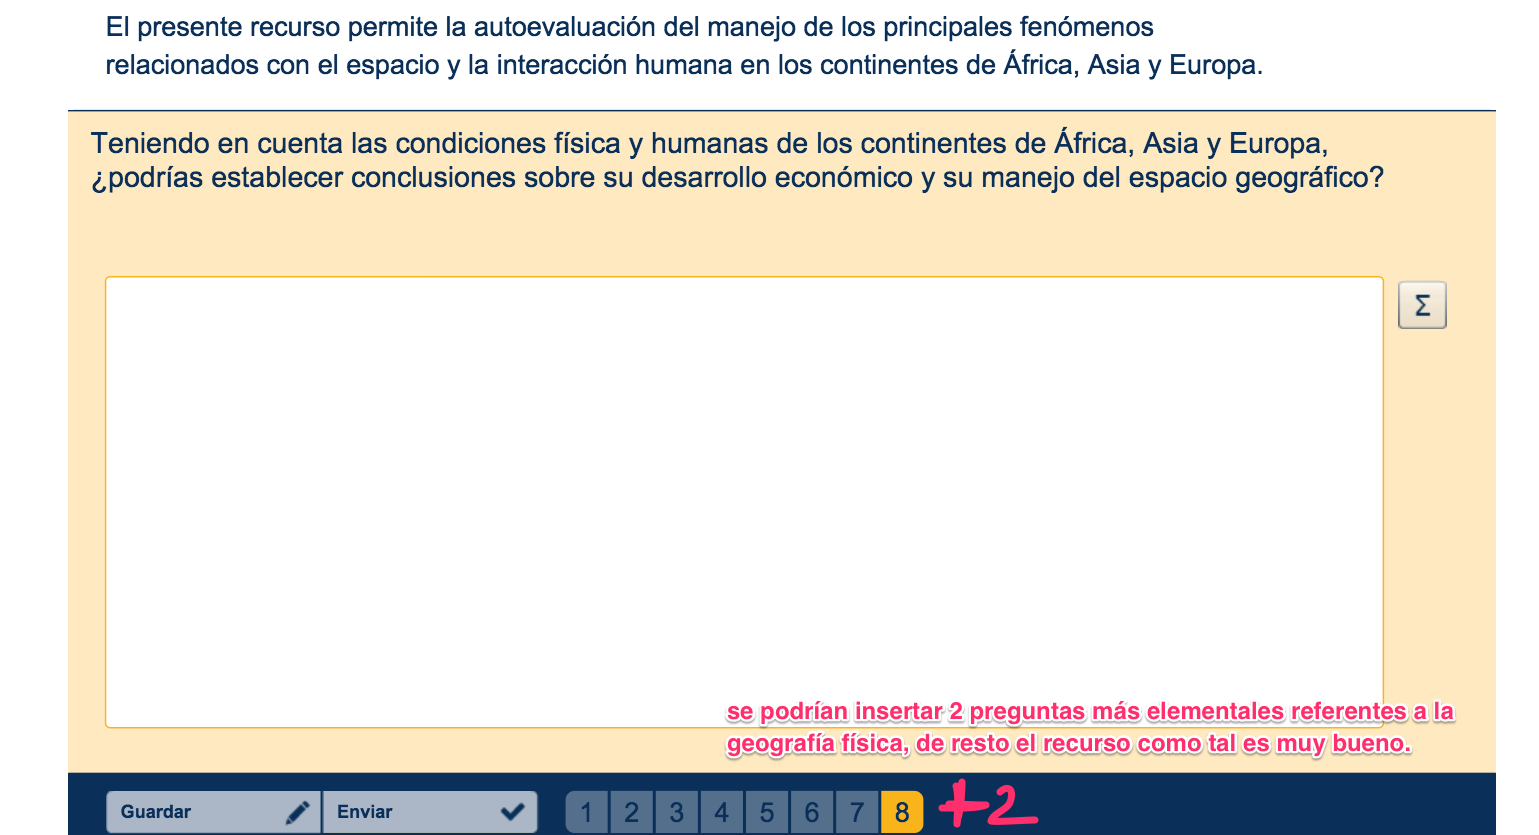 El presente recurso permite la autoevaluación del manejo de los principales fenómenos
relacionados con el espacio y la interacción humana en los continentes de África, Asia y Europa.
Teniendo en cuenta las condiciones física y humanas de los continentes de África, Asia y Europa,
¿podrías establecer conclusiones sobre su desarrollo económico y su manejo del espacio geográfico?
Σ
se podrían insertar 2 preguntas más elementales referentes a la
geografía física, de resto el recurso como tal es muy bueno.
Guardar Enviar 1 2 3 4 5 6 7 8 +2